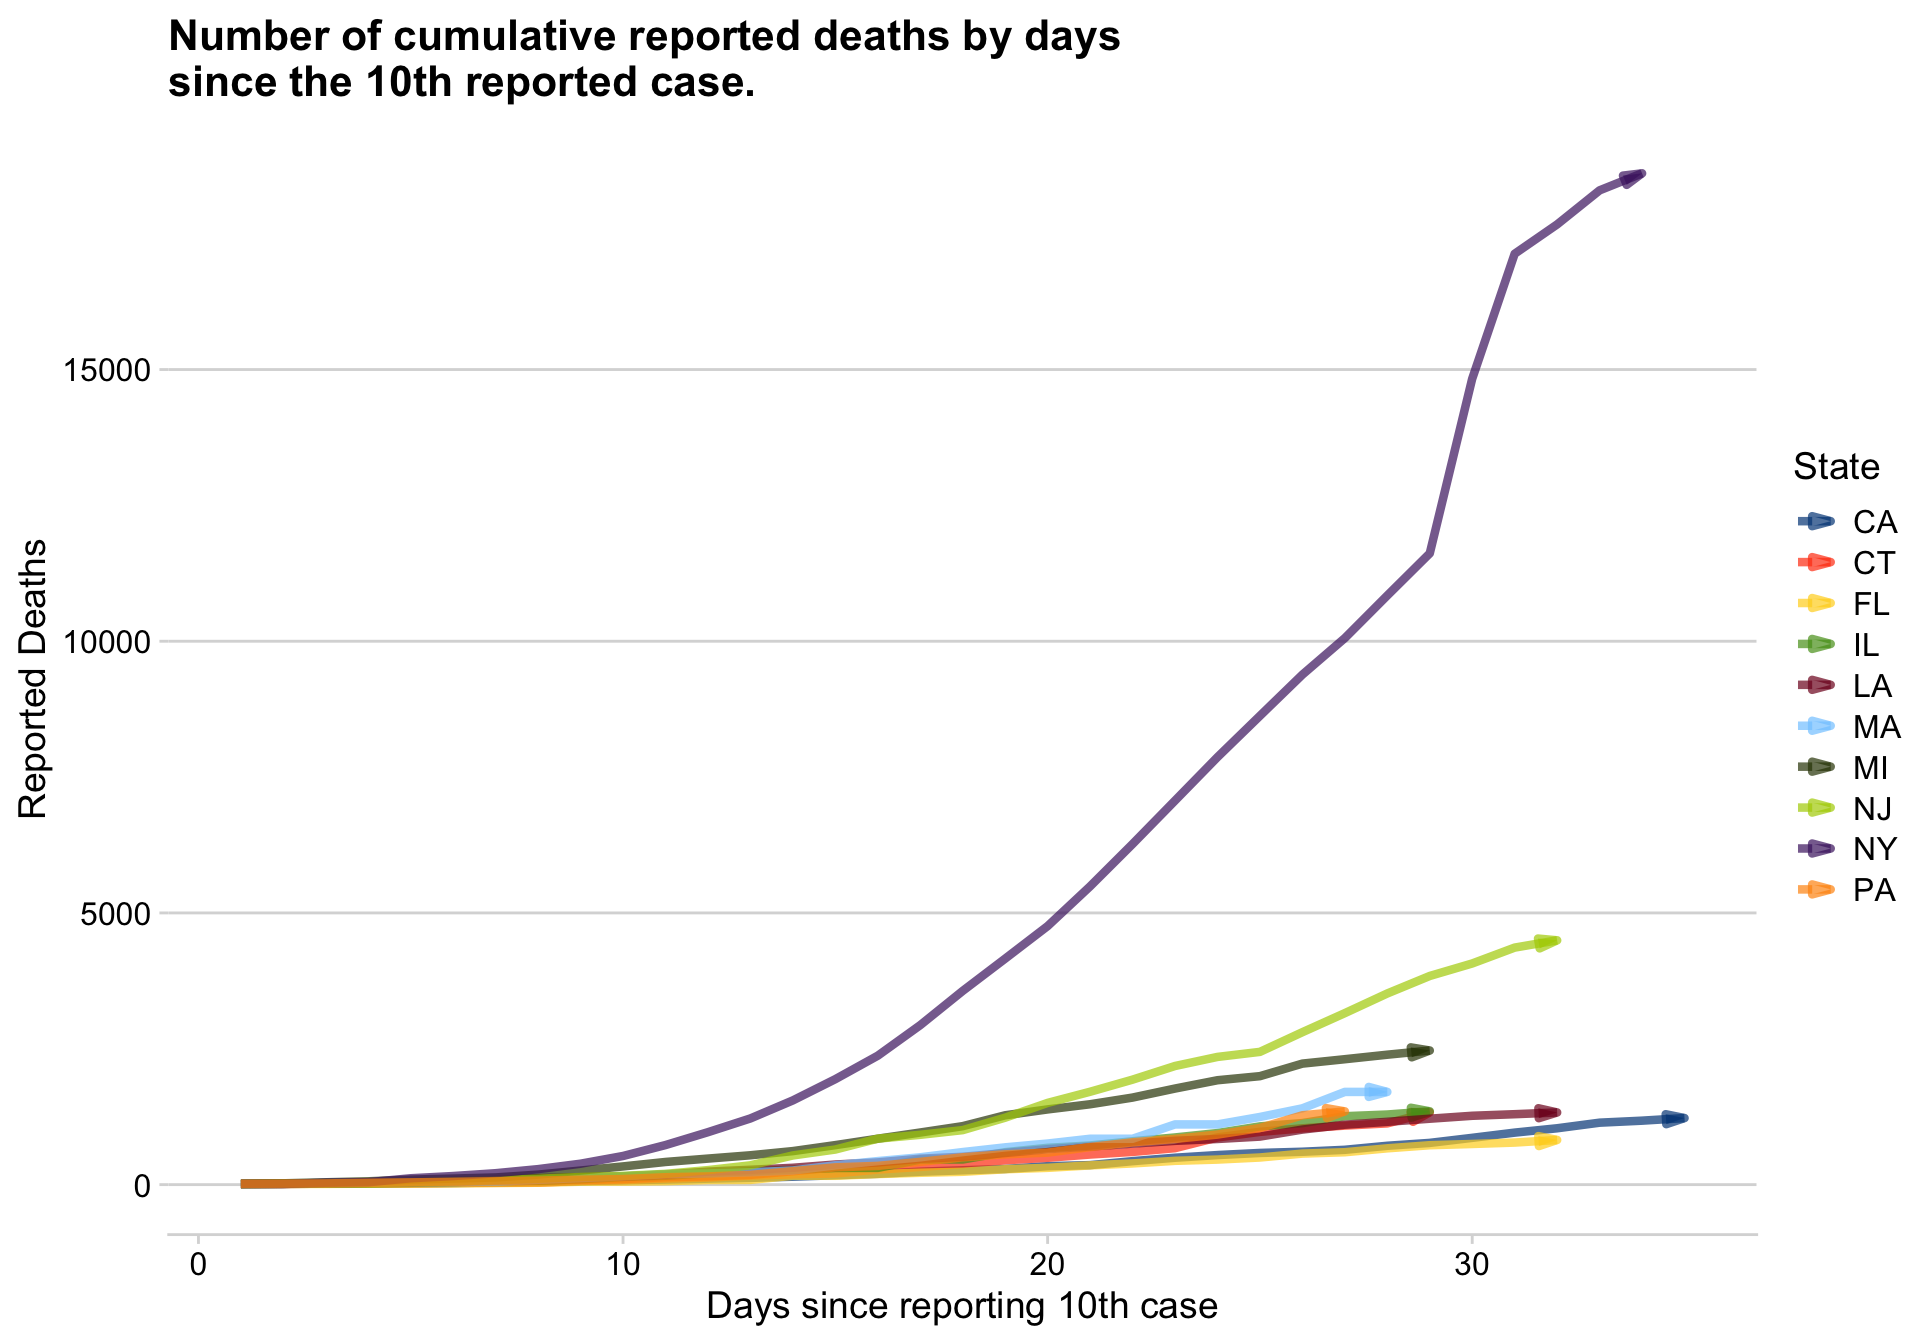 Number of cumulative reported deaths by days
since the 10th reported case.
15000
10000
5000
0
Reported Deaths
0
10
20
30
Days since reporting 10th case
State
CA
CT
FL
IL
LA
MA
MI
NJ
NY
PA